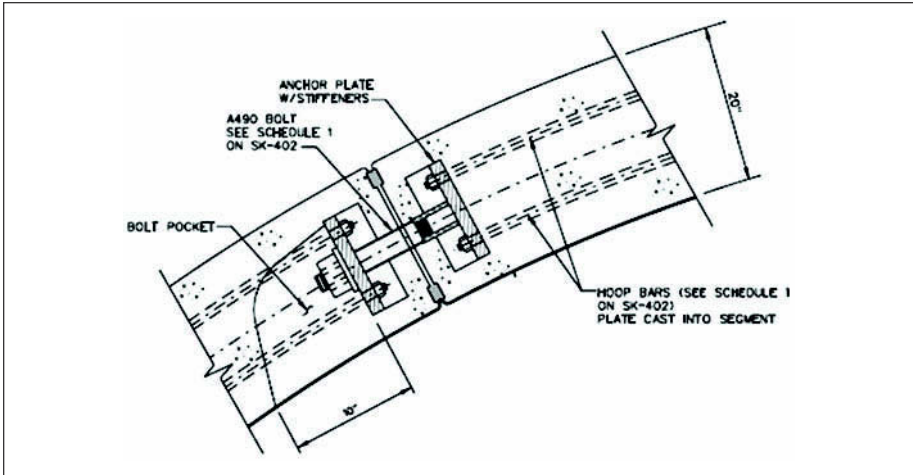 ANCHOR PLATE
W/STIFFENERS
A490 BOLT
SEE SCHEDULE 1
ON SK-402
BOLT POCKET
20"
HOOP BARS (SEE SCHEDULE 1
ON SK-402)
PLATE CAST INTO SEGMENT
10"